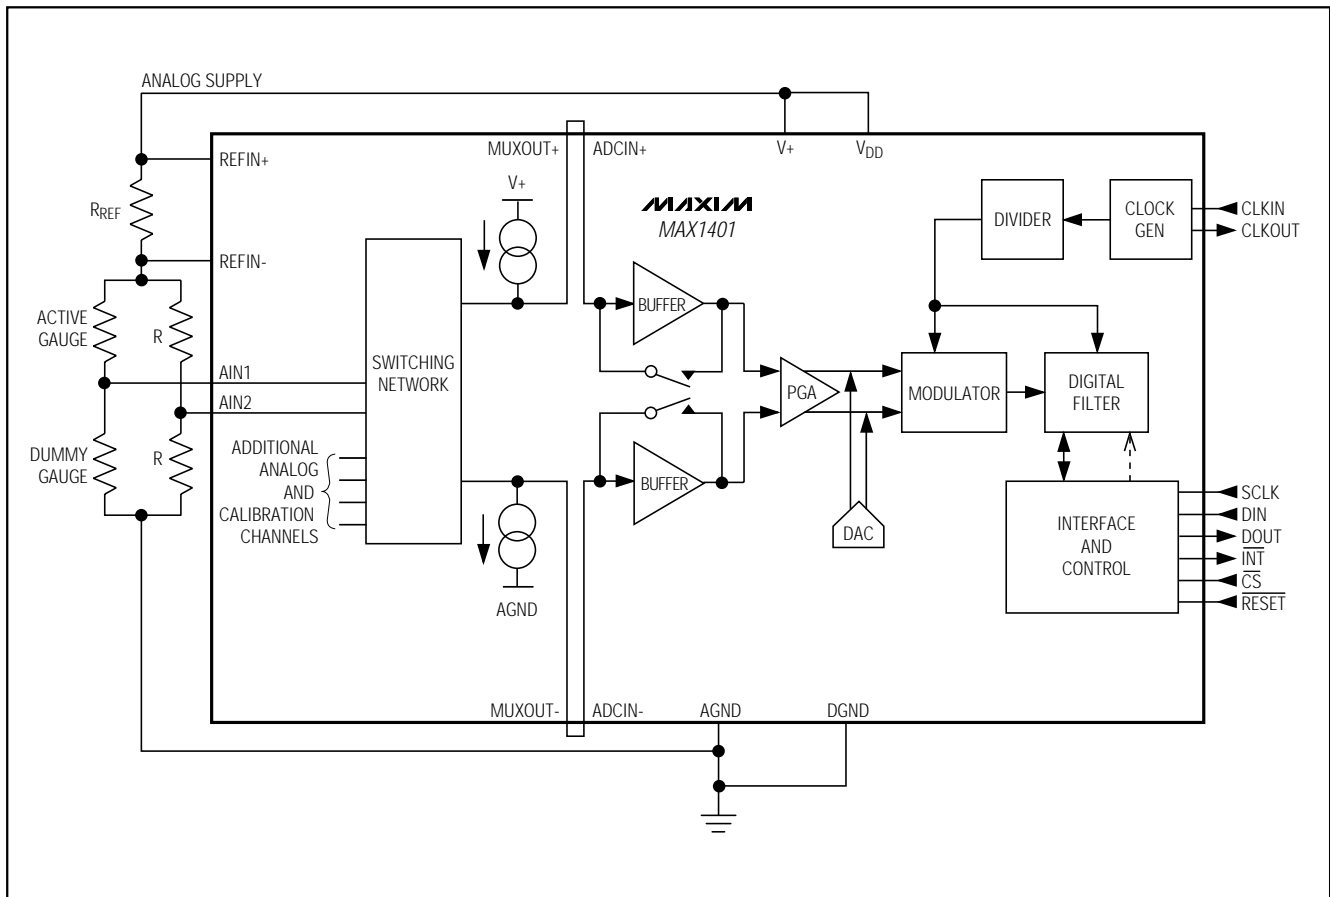 ANALOG SUPPLY
REFIN+
MUXOUT+
ADCIN+
V+
VDD
V+
MAXIM
MAX1401
DIVIDER
CLOCK
GEN
CLKIN
CLKOUT
RREF
REFIN-
ACTIVE
GAUGE
R
BUFFER
SWITCHING
NETWORK
AIN1
AIN2
PGA
MODULATOR
DIGITAL
FILTER
DUMMY
GAUGE
R
ADDITIONAL
ANALOG
AND
CALIBRATION
CHANNELS
BUFFER
DAC
INTERFACE
AND
CONTROL
SCLK
DIN
DOUT
INT
CS
RESET
AGND
MUXOUT-
ADCIN-
AGND
DGND